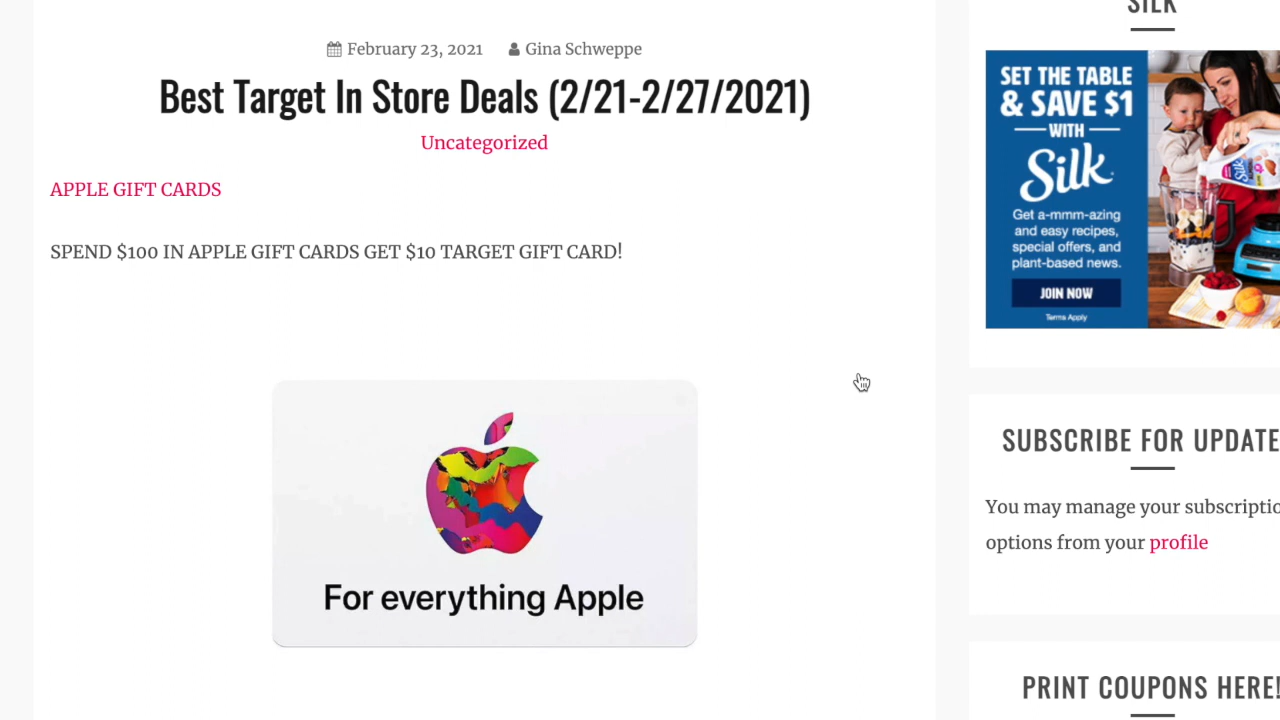 February 23, 2021 Gina Schweppe
Best Target In Store Deals (2/21-2/27/2021)
Uncategorized
APPLE GIFT CARDS
SPEND $100 IN APPLE GIFT CARDS GET $10 TARGET GIFT CARD!
For everything Apple
SILK
SET THE TABLE
& SAVE $1
WITH
Silk
Get a-mmm-azing
and easy recipes,
special offers, and
plant-based news.
JOIN NOW
Terms Apply
Silk
SUBSCRIBE FOR UPDATE
You may manage your subscriptio
options from your profile
PRINT COUPONS HERE!